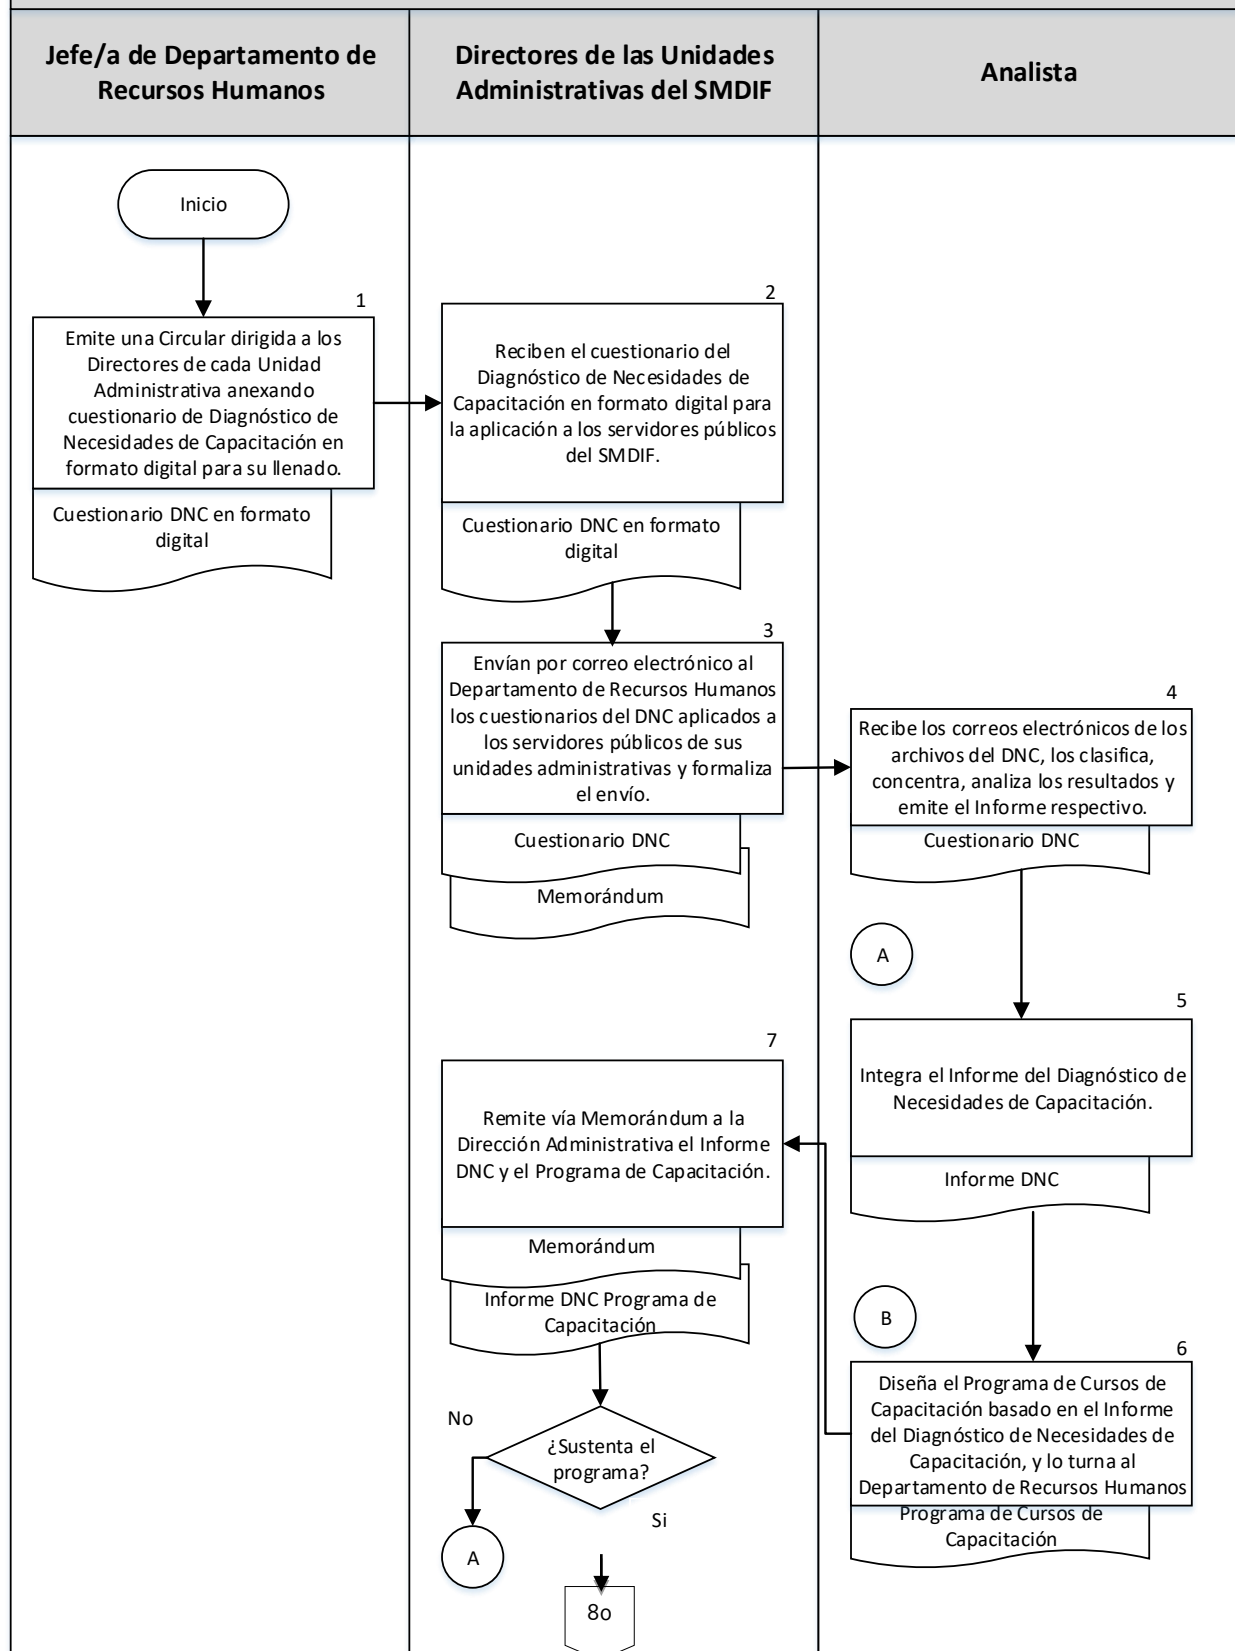 Jefe/a de Departamento de
Recursos Humanos
Directores de las Unidades
Administrativas del SMDIF
Analista
Inicio
1
Emite una Circular dirigida a los
Directores de cada Unidad
Administrativa anexando
cuestionario de Diagnóstico de
Necesidades de Capacitación en
formato digital para su llenado.
Cuestionario DNC en formato
digital
2
Reciben el cuestionario del
Diagnóstico de Necesidades de
Capacitación en formato digital para
la aplicación a los servidores públicos
del SMDIF.
Cuestionario DNC en formato
digital
3
Envían por correo electrónico al
Departamento de Recursos Humanos
los cuestionarios del DNC aplicados a
los servidores públicos de sus
unidades administrativas y formaliza
el envío.
Cuestionario DNC
Memorándum
4
Recibe los correos electrónicos de los
archivos del DNC, los clasifica,
concentra, analiza los resultados y
emite el Informe respectivo.
Cuestionario DNC
A
5
Integra el Informe del Diagnóstico de
Necesidades de Capacitación.
Informe DNC
B
6
Diseña el Programa de Cursos de
Capacitación basado en el Informe
del Diagnóstico de Necesidades de
Capacitación, y lo turna al
Departamento de Recursos Humanos
Programa de Cursos de
Capacitación
7
Remite vía Memorándum a la
Dirección Administrativa el Informe
DNC y el Programa de Capacitación.
Memorándum
Informe DNC Programa de
Capacitación
No
¿Sustenta el
programa?
Si
A
8o